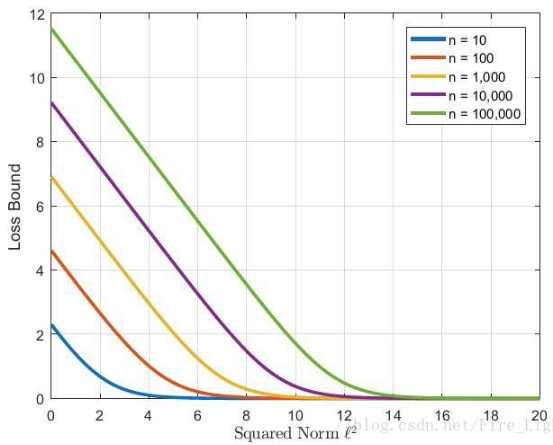 12
10
8
6
4
2
0
Loss Bound
n = 10
n = 100
n = 1,000
n = 10,000
n = 100,000
0 2 4 6 8 10 12 14 16 18 20
Squared Norm ℓ²
/blog.csdn.net/Fire_Lig